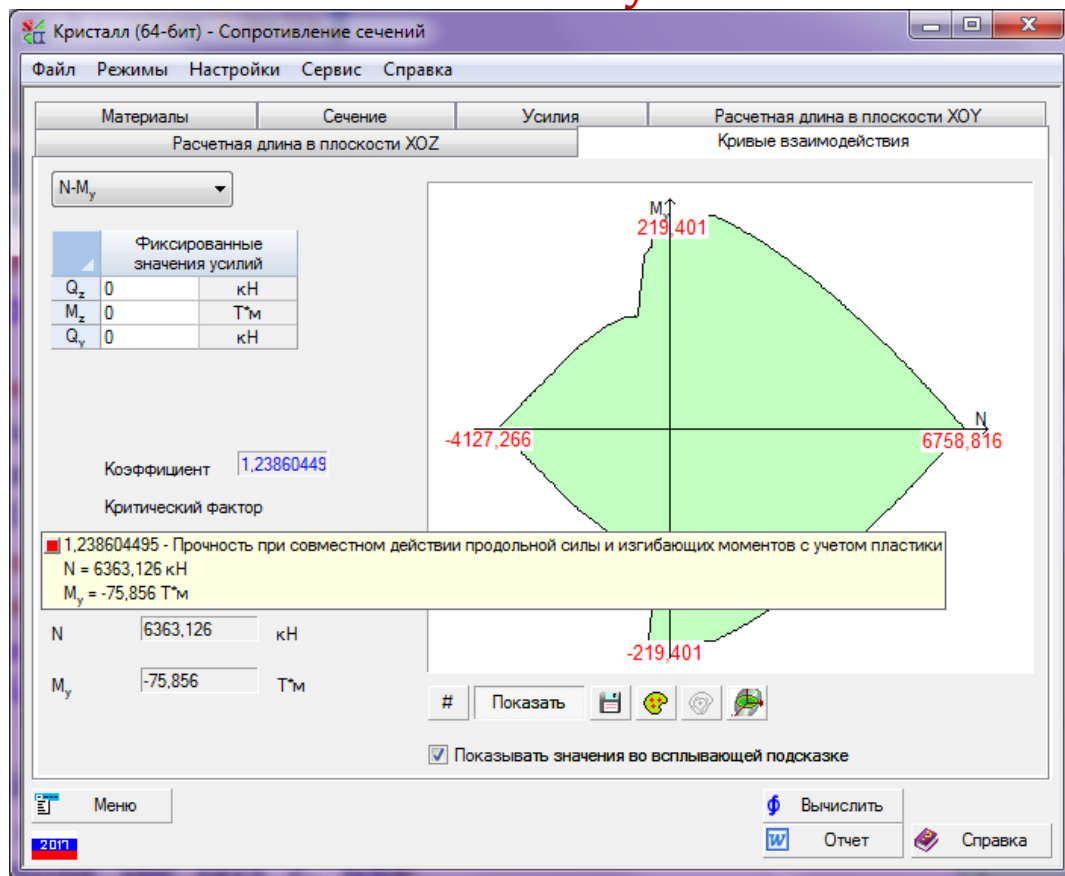 Кристалл (64-бит) - Сопротивление сечений
Файл Режимы Настройки Сервис Справка
Материалы Сечение Усилия Расчетная длина в плоскости XOY
Расчетная длина в плоскости XOZ Кривые взаимодействия
N-My
Фиксированные
значения усилий
Qz 0 кН
Mz 0 Т*м
Qy 0 кН
My
219,401
N
-4127,266
6758,816
-219,401
Коэффициент 1,23860449
Критический фактор
1,238604495 - Прочность при совместном действии продольной силы и изгибающих моментов с учетом пластики
N = 6363,126 кН
My = -75,856 Т*м
N 6363,126 кН
My -75,856 Т*м
# Показать
Показывать значения во всплывающей подсказке
Меню
Вычислить
2017
W Отчет Справка